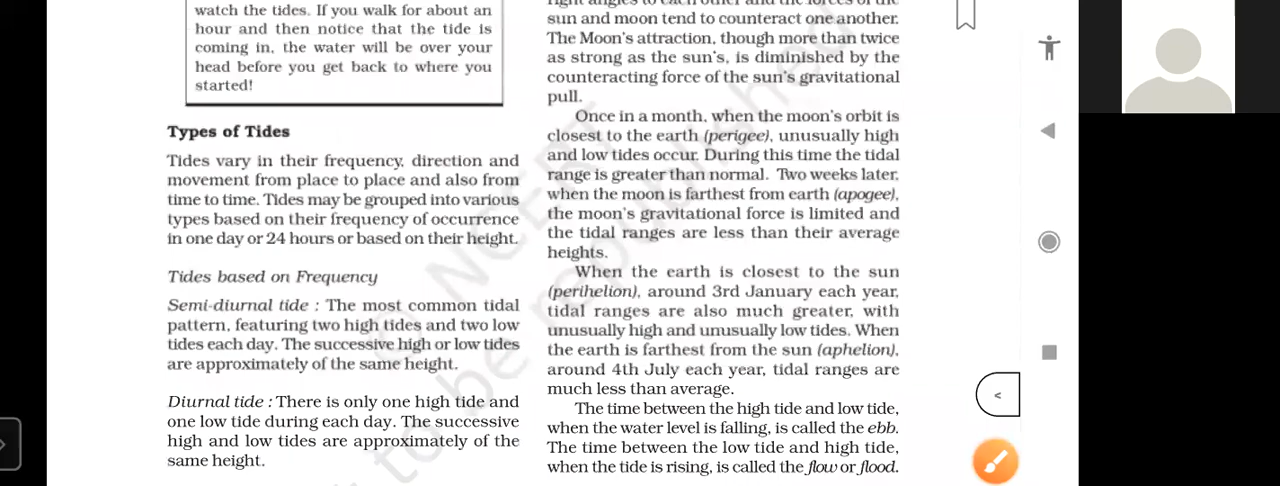 watch the tides. If you walk for about an
hour and then notice that the tide is
coming in, the water will be over your
head before you get back to where you
started!
Types of Tides
Tides vary in their frequency, direction and
movement from place to place and also from
time to time. Tides may be grouped into various
types based on their frequency of occurrence
in one day or 24 hours or based on their height.
Tides based on Frequency
Semi-diurnal tide : The most common tidal
pattern, featuring two high tides and two low
tides each day. The successive high or low tides
are approximately of the same height.
Diurnal tide : There is only one high tide and
one low tide during each day. The successive
high and low tides are approximately of the
same height.
right angles to each other and the forces of the
sun and moon tend to counteract one another.
The Moon's attraction, though more than twice
as strong as the sun's, is diminished by the
counteracting force of the sun's gravitational
pull.
Once in a month, when the moon's orbit is
closest to the earth (perigee), unusually high
and low tides occur. During this time the tidal
range is greater than normal. Two weeks later,
when the moon is farthest from earth (apogee),
the moon's gravitational force is limited and
the tidal ranges are less than their average
heights.
When the earth is closest to the sun
(perihelion), around 3rd January each year,
tidal ranges are also much greater, with
unusually high and unusually low tides. When
the earth is farthest from the sun (aphelion),
around 4th July each year, tidal ranges are
much less than average.
The time between the high tide and low tide,
when the water level is falling, is called the ebb.
The time between the low tide and high tide,
when the tide is rising, is called the flow or flood.
© NCERT
to be republished